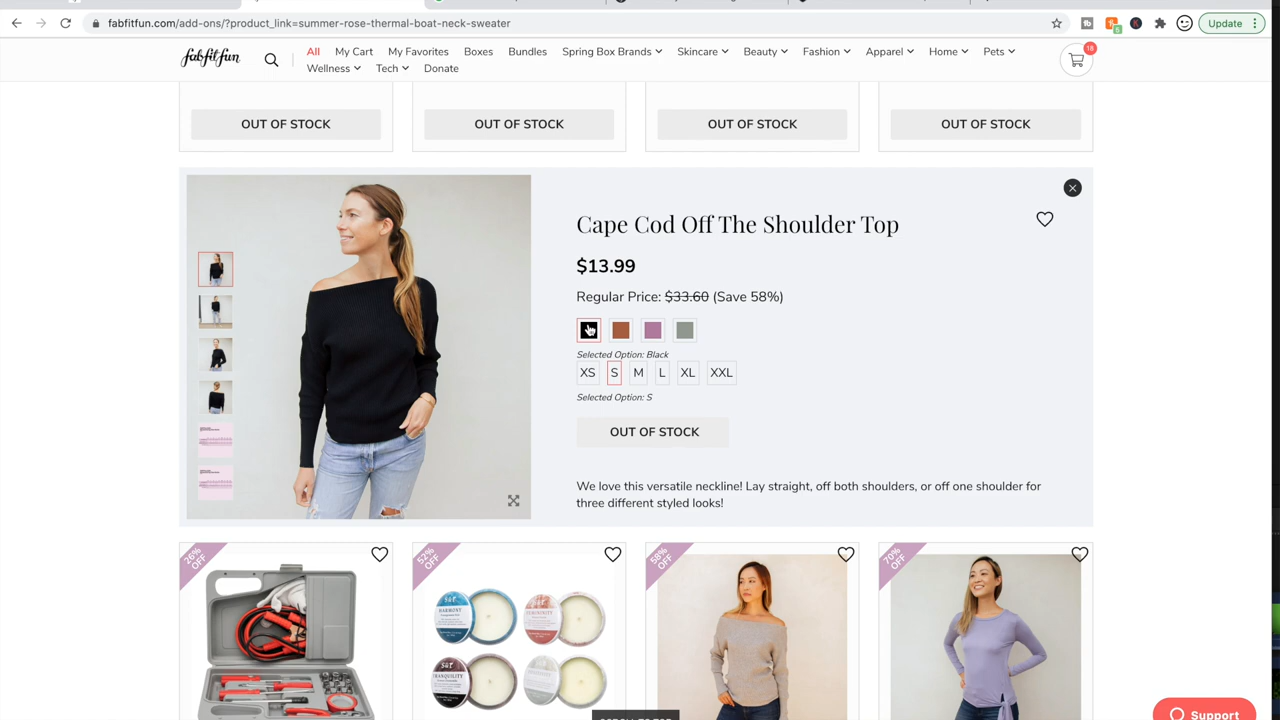 fabfitfun.com/add-ons/?product_link=summer-rose-thermal-boat-neck-sweater
Update
fabfitfun
All My Cart My Favorites Boxes Bundles Spring Box Brands Skincare Beauty Fashion Apparel Home Pets
Wellness Tech Donate
18
OUT OF STOCK OUT OF STOCK OUT OF STOCK OUT OF STOCK
Cape Cod Off The Shoulder Top
$13.99
Regular Price: $33.60 (Save 58%)
Selected Option: Black
XS S M L XL XXL
Selected Option: S
OUT OF STOCK
We love this versatile neckline! Lay straight, off both shoulders, or off one shoulder for
three different styled looks!
26% OFF
52% OFF
58% OFF
70% OFF
HARMONY
TRANQUILITY
Support